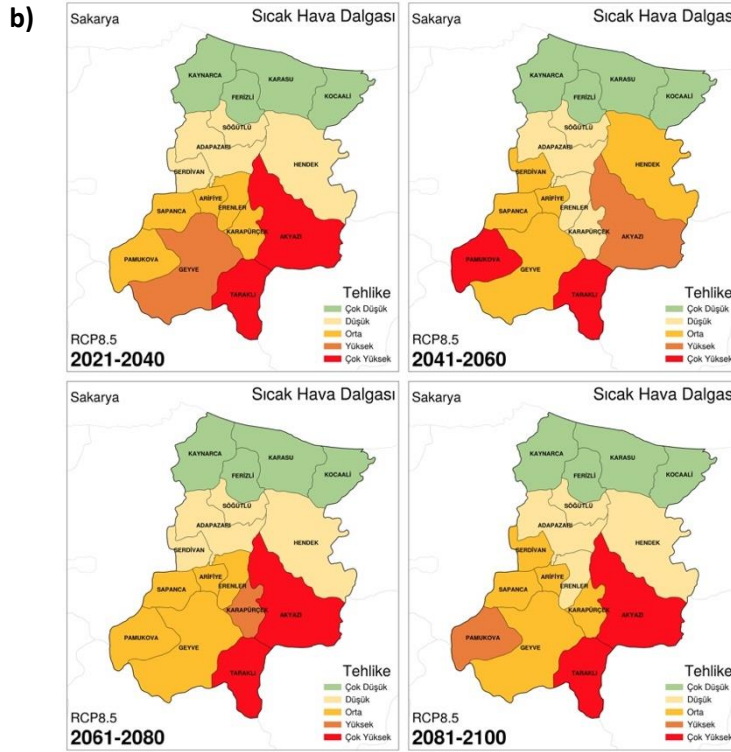 b)
Sakarya
Sıcak Hava Dalgası
KAYNARCA
KARASU
KOCAALİ
FERİZLİ
SÖĞÜTLÜ
ADAPAZARI
HENDEK
SERDİVAN
ARİFİYE
SAPANCA
ERENLER
KARAPÜRÇEK
AKYAZI
PAMUKOVA
GEYVE
TARAKLI
Tehlike
Çok Düşük
Düşük
Orta
Yüksek
Çok Yüksek
RCP8.5
2021-2040
Sakarya
Sıcak Hava Dalgası
KAYNARCA
KARASU
KOCAALİ
FERİZLİ
SÖĞÜTLÜ
ADAPAZARI
HENDEK
SERDİVAN
ARİFİYE
SAPANCA
ERENLER
KARAPÜRÇEK
AKYAZI
PAMUKOVA
GEYVE
TARAKLI
Tehlike
Çok Düşük
Düşük
Orta
Yüksek
Çok Yüksek
RCP8.5
2041-2060
Sakarya
Sıcak Hava Dalgası
KAYNARCA
KARASU
KOCAALİ
FERİZLİ
SÖĞÜTLÜ
ADAPAZARI
HENDEK
SERDİVAN
ARİFİYE
SAPANCA
ERENLER
KARAPÜRÇEK
AKYAZI
PAMUKOVA
GEYVE
TARAKLI
Tehlike
Çok Düşük
Düşük
Orta
Yüksek
Çok Yüksek
RCP8.5
2061-2080
Sakarya
Sıcak Hava Dalgası
KAYNARCA
KARASU
KOCAALİ
FERİZLİ
SÖĞÜTLÜ
ADAPAZARI
HENDEK
SERDİVAN
ARİFİYE
SAPANCA
ERENLER
KARAPÜRÇEK
AKYAZI
PAMUKOVA
GEYVE
TARAKLI
Tehlike
Çok Düşük
Düşük
Orta
Yüksek
Çok Yüksek
RCP8.5
2081-2100